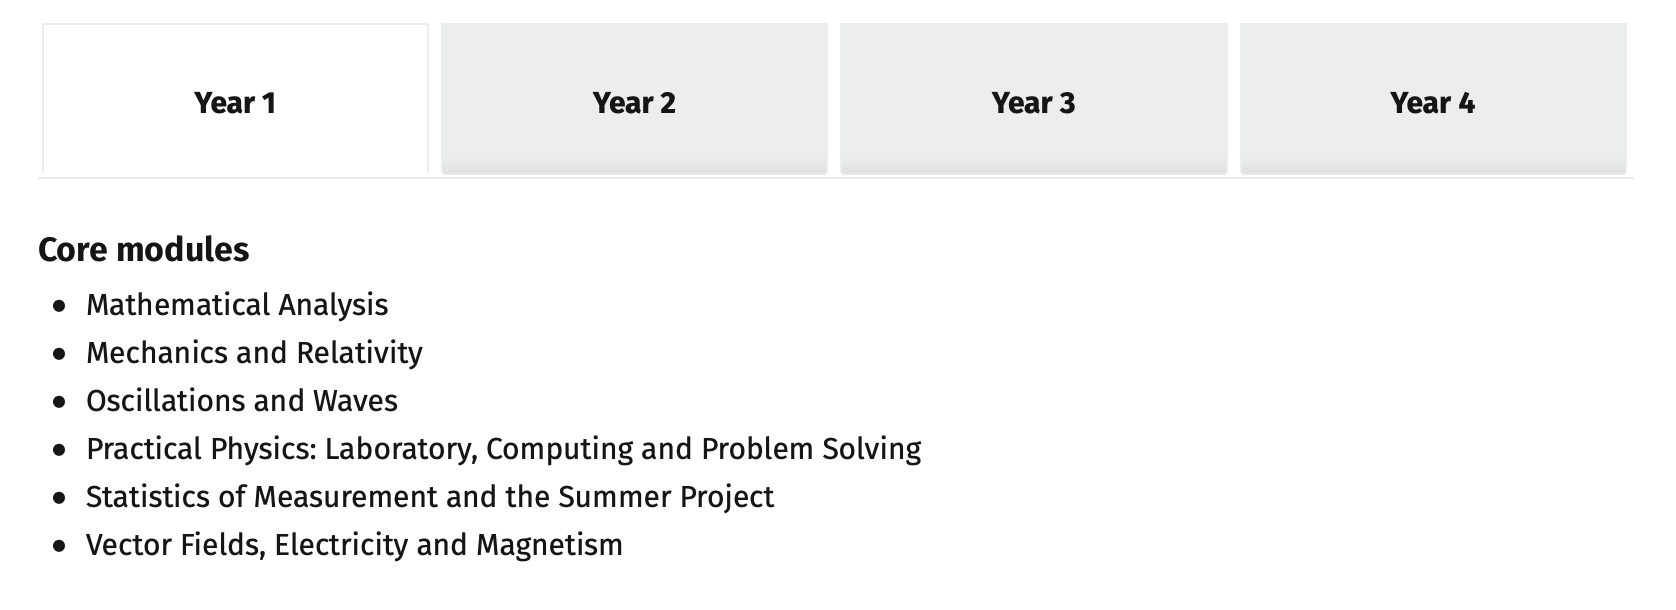 Year 1
Year 2
Year 3
Year 4
Core modules
Mathematical Analysis
Mechanics and Relativity
Oscillations and Waves
Practical Physics: Laboratory, Computing and Problem Solving
Statistics of Measurement and the Summer Project
Vector Fields, Electricity and Magnetism